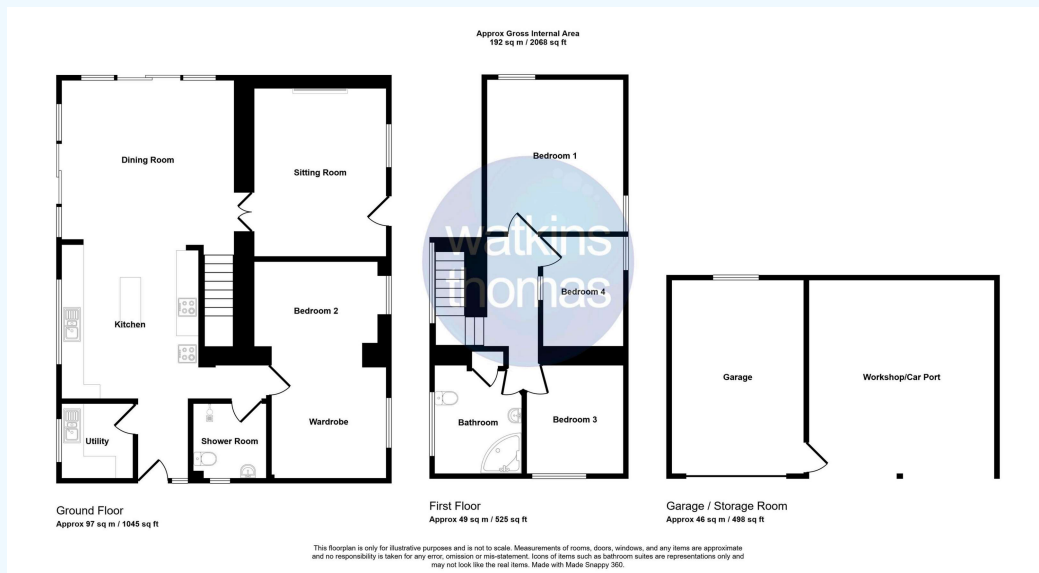 Approx Gross Internal Area
192 sq m / 2068 sq ft
Dining Room
Sitting Room
Kitchen
Bedroom 2
Utility
Shower Room
Wardrobe
Ground Floor
Approx 97 sq m / 1045 sq ft
Bedroom 1
watkins
thomas
Bedroom 4
Bathroom
Bedroom 3
First Floor
Approx 49 sq m / 525 sq ft
Garage
Workshop/Car Port
Garage / Storage Room
Approx 46 sq m / 498 sq ft
This floorplan is only for illustrative purposes and is not to scale. Measurements of rooms, doors, windows, and any items are approximate
and no responsibility is taken for any error, omission or mis-statement. Icons of items such as bathroom suites are representations only and
may not look like the real items. Made with Made Snappy 360.